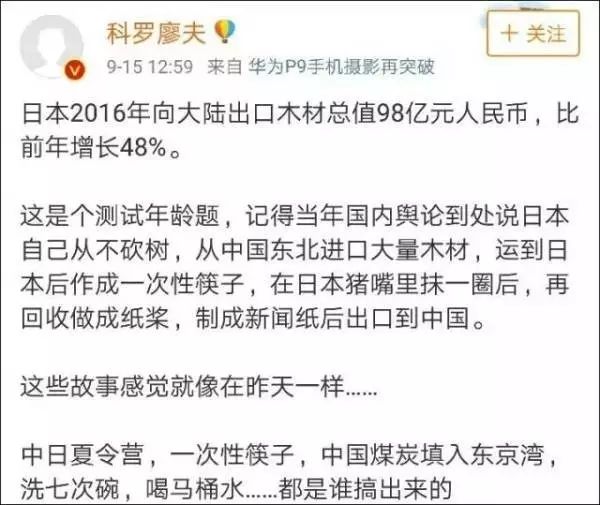 科罗廖夫
+ 关注
9-15 12:59 来自 华为P9手机摄影再突破
日本2016年向大陆出口木材总值98亿元人民币，比
前年增长48%。
这是个测试年龄题，记得当年国内舆论到处说日本
自己从不砍树，从中国东北进口大量木材，运到日
本后作成一次性筷子，在日本猪嘴里抹一圈后，再
回收做成纸奖，制成新闻纸后出口到中国。
这些故事感觉就像在昨天一样……
中日夏令营，一次性筷子，中国煤炭填入东京湾，
洗七次碗，喝马桶水……都是谁搞出来的